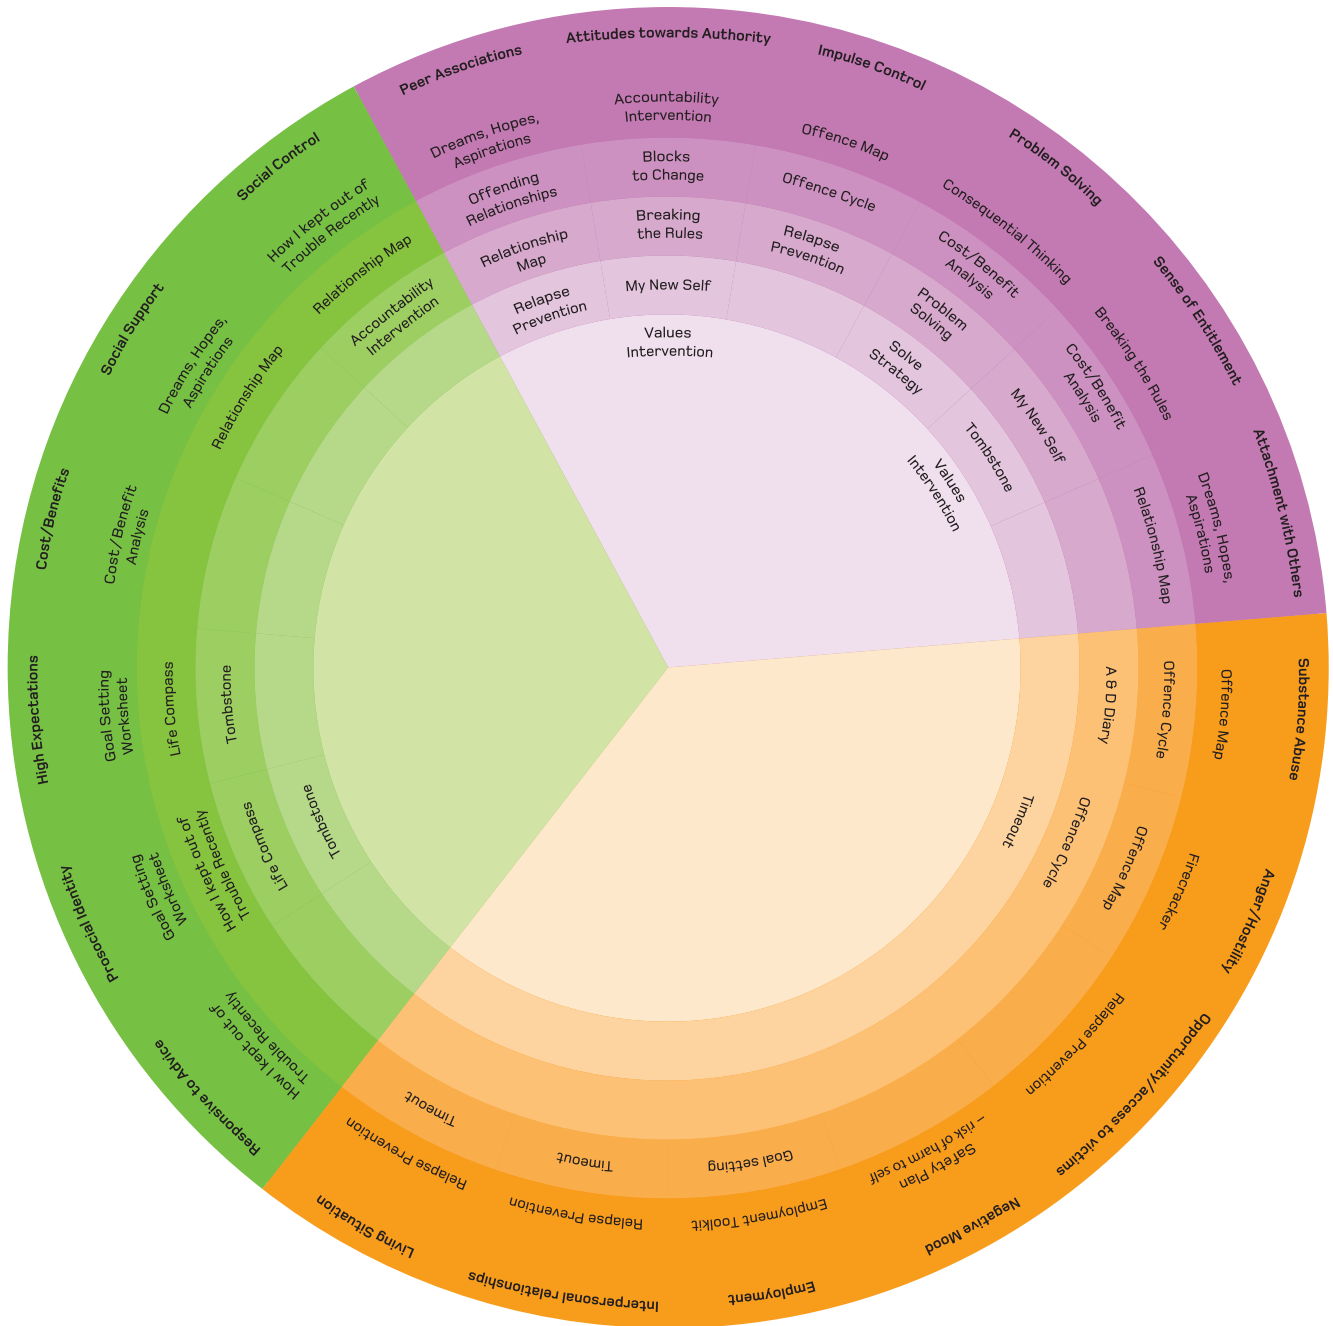 Peer Associations
Dreams, Hopes,
Aspirations
Offending
Relationships
Relationship
Map
Relapse
Prevention
Attitudes towards Authority
Accountability
Intervention
Blocks
to Change
Breaking
the Rules
My New Self
Values
Intervention
Impulse Control
Offence Map
Offence Cycle
Relapse
Prevention
Problem Solving
Consequential Thinking
Cost/Benefit
Analysis
Problem
Solving
Solve
Strategy
Sense of Entitlement
Breaking the Rules
Cost/Benefit
Analysis
My New Self
Tombstone
Values
Intervention
Attachment with Others
Dreams, Hopes,
Aspirations
Relationship Map
Substance Abuse
Offence Map
Offence Cycle
A & D Diary
Anger/Hostility
Firecracker
Offence Map
Offence Cycle
Timeout
Opportunity/access to victims
Relapse Prevention
Negative Mood
Safety Plan
– risk of harm to self
Employment
Employment Toolkit
Goal setting
Interpersonal relationships
Relapse Prevention
Timeout
Living Situation
Relapse Prevention
Timeout
Responsive to Advice
How I kept out of
Trouble Recently
Prosocial Identity
Goal Setting
Worksheet
How I kept out of
Trouble Recently
Life Compass
Tombstone
High Expectations
Goal Setting
Worksheet
Life Compass
Tombstone
Cost/Benefits
Cost/Benefit
Analysis
Social Support
Dreams, Hopes,
Aspirations
Relationship Map
Social Control
How I kept out of
Trouble Recently
Relationship Map
Accountability
Intervention